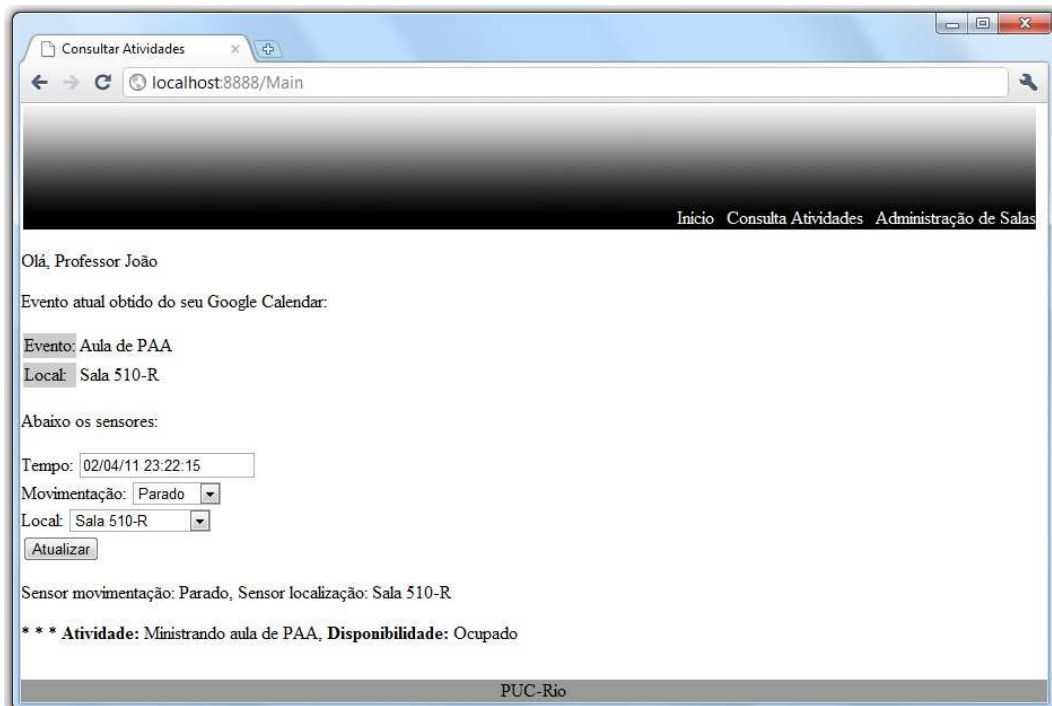 Consultar Atividades
localhost:8888/Main
Inicio Consulta Atividades Administração de Salas
Olá, Professor João
Evento atual obtido do seu Google Calendar:
Evento: Aula de PAA
Local: Sala 510-R
Abaixo os sensores:
Tempo: 02/04/11 23:22:15
Movimentação: Parado
Local: Sala 510-R
Atualizar
Sensor movimentação: Parado, Sensor localização: Sala 510-R
* * * Atividade: Ministrando aula de PAA, Disponibilidade: Ocupado
PUC-Rio